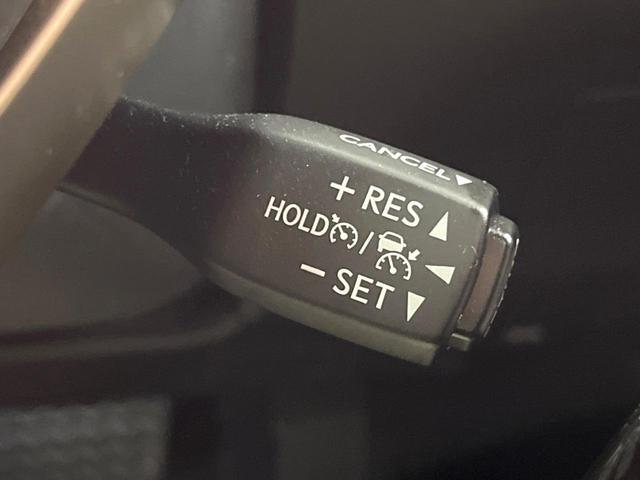 CANCEL▼
+ RES ▲
HOLD / ◄
− SET ▼